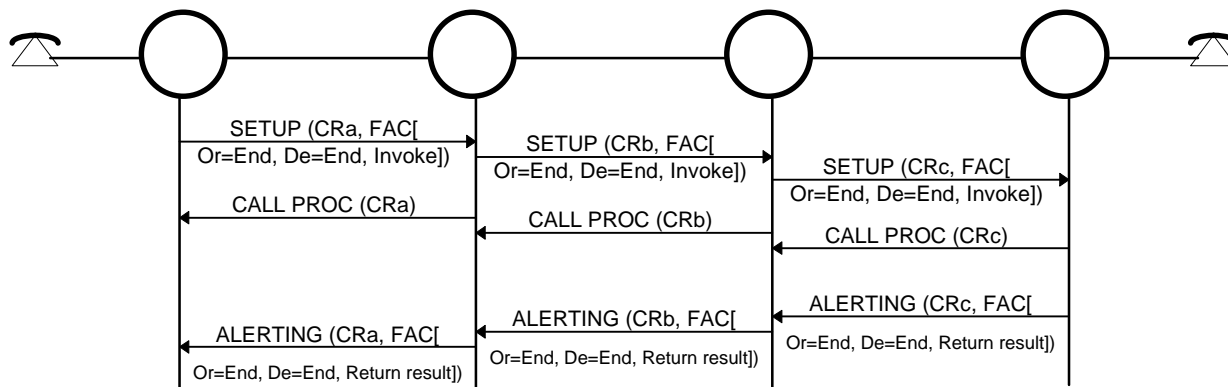 SETUP (CRa, FAC[
Or=End, De=End, Invoke])
SETUP (CRb, FAC[
Or=End, De=End, Invoke])
SETUP (CRc, FAC[
Or=End, De=End, Invoke])
CALL PROC (CRa)
CALL PROC (CRb)
CALL PROC (CRc)
ALERTING (CRc, FAC[
Or=End, De=End, Return result])
ALERTING (CRb, FAC[
Or=End, De=End, Return result])
ALERTING (CRa, FAC[
Or=End, De=End, Return result])